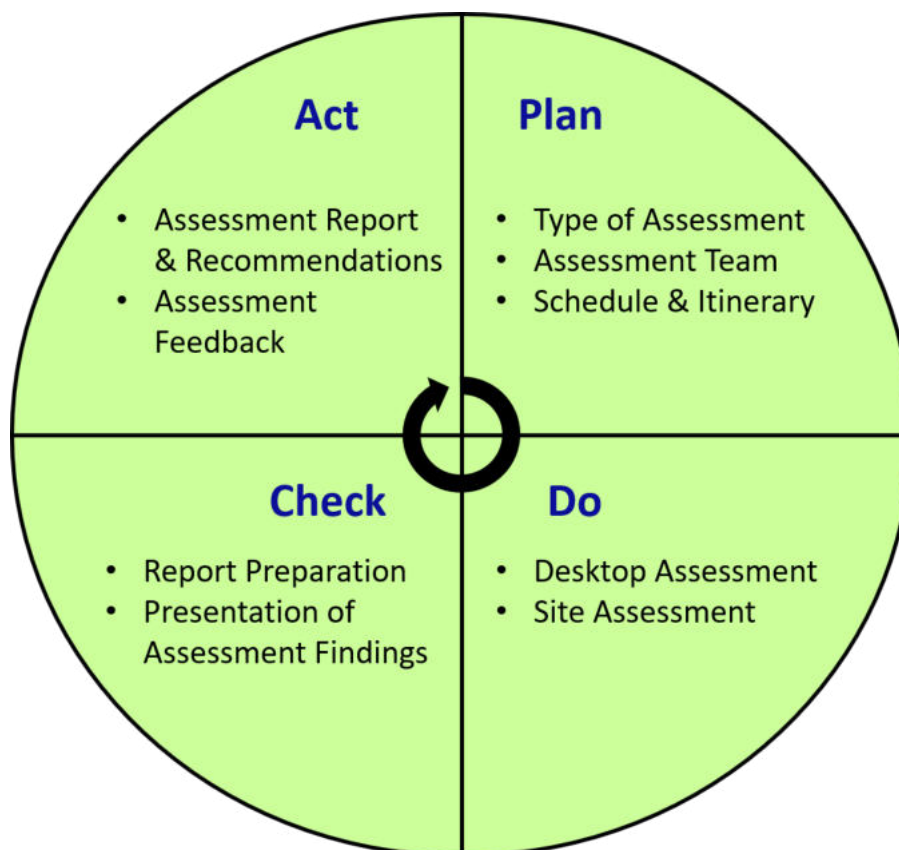 Act
• Assessment Report
& Recommendations
• Assessment
Feedback
Plan
• Type of Assessment
• Assessment Team
• Schedule & Itinerary
Check
• Report Preparation
• Presentation of
Assessment Findings
Do
• Desktop Assessment
• Site Assessment